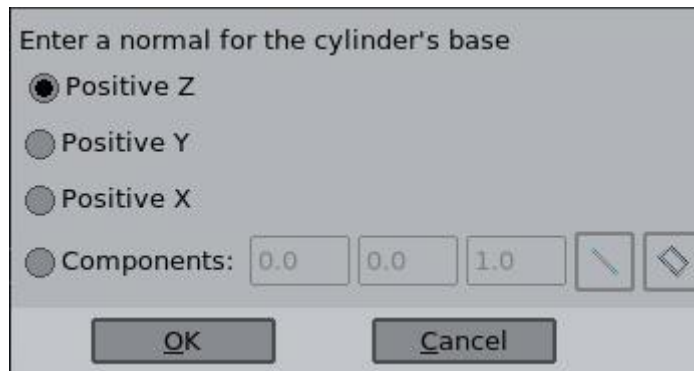 Enter a normal for the cylinder's base
Positive Z
Positive Y
Positive X
Components: 0.0 0.0 1.0
OK Cancel